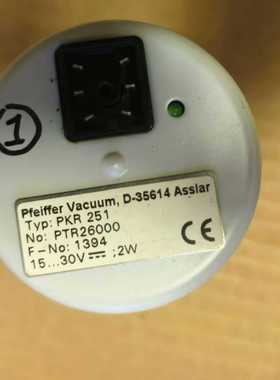 1
Pfeiffer Vacuum, D-35614 Asslar
Typ: PKR 251
No: PTR26000
F-No: 1394
15...30V⎓ ;2W
CE